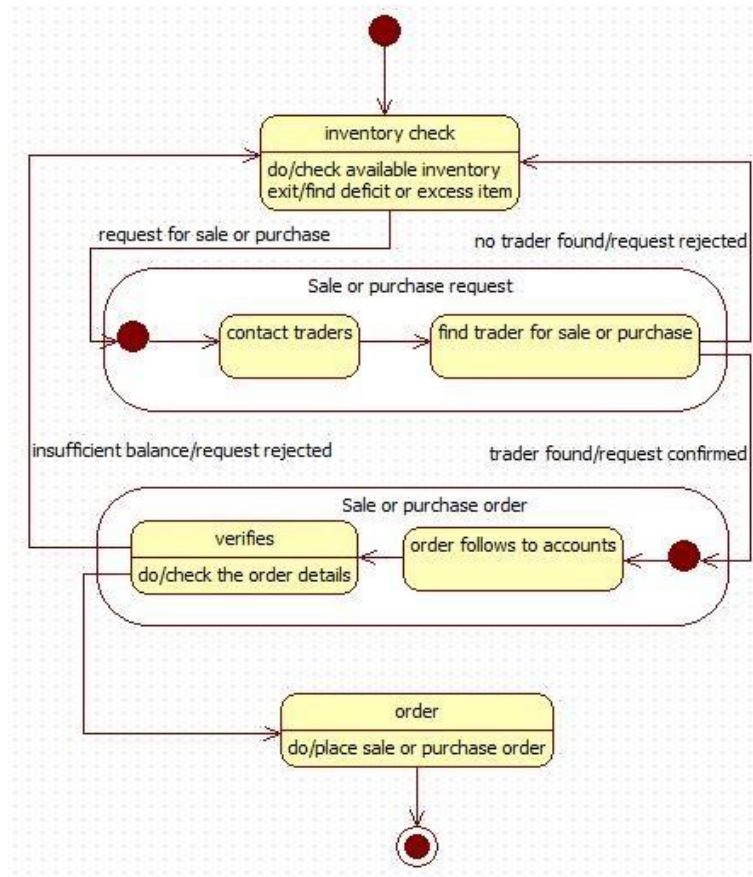 inventory check
do/check available inventory
exit/find deficit or excess item
request for sale or purchase
no trader found/request rejected
Sale or purchase request
contact traders
find trader for sale or purchase
insufficient balance/request rejected
trader found/request confirmed
Sale or purchase order
verifies
order follows to accounts
do/check the order details
order
do/place sale or purchase order